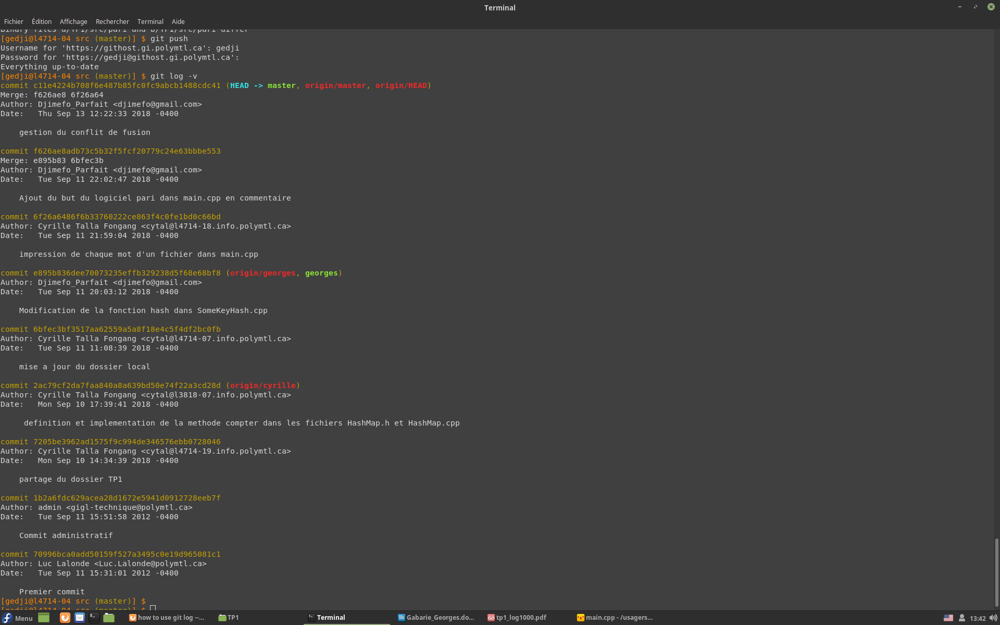 Terminal
Fichier Édition Affichage Rechercher Terminal Aide
Binary files a/TP1/src/pari and b/TP1/src/pari differ
[gedji@l4714-04 src (master)] $ git push
Username for 'https://githost.gi.polymtl.ca': gedji
Password for 'https://gedji@githost.gi.polymtl.ca':
Everything up-to-date
[gedji@l4714-04 src (master)] $ git log -v
commit c11e4224b708f6e487b85fc0fc9abcb1488cdc41 (HEAD -> master, origin/master, origin/HEAD)
Merge: f626ae8 6f26a64
Author: Djimefo_Parfait <djimefo@gmail.com>
Date:   Thu Sep 13 12:22:33 2018 -0400
    gestion du conflit de fusion
commit f626ae8adb73c5b32f5fcf20779c24e63bbbe553
Merge: e895b83 6bfec3b
Author: Djimefo_Parfait <djimefo@gmail.com>
Date:   Tue Sep 11 22:02:47 2018 -0400
    Ajout du but du logiciel pari dans main.cpp en commentaire
commit 6f26a6486f6b33760222ce863f4c0fe1bd0c66bd
Author: Cyrille Talla Fongang <cytal@l4714-18.info.polymtl.ca>
Date:   Tue Sep 11 21:59:04 2018 -0400
    impression de chaque mot d'un fichier dans main.cpp
commit e895b836dee70073235effb329238d5f68e68bf8 (origin/georges, georges)
Author: Djimefo_Parfait <djimefo@gmail.com>
Date:   Tue Sep 11 20:03:12 2018 -0400
    Modification de la fonction hash dans SomeKeyHash.cpp
commit 6bfec3bf3517aa62559a5a8f18e4c5f4df2bc0fb
Author: Cyrille Talla Fongang <cytal@l4714-07.info.polymtl.ca>
Date:   Tue Sep 11 11:08:39 2018 -0400
    mise a jour du dossier local
commit 2ac79cf2da7faa840a8a639bd50e74f22a3cd28d (origin/cyrille)
Author: Cyrille Talla Fongang <cytal@l3818-07.info.polymtl.ca>
Date:   Mon Sep 10 17:39:41 2018 -0400
     definition et implementation de la methode compter dans les fichiers HashMap.h et HashMap.cpp
commit 7205be3962ad1575f9c994de346576ebb0728046
Author: Cyrille Talla Fongang <cytal@l4714-19.info.polymtl.ca>
Date:   Mon Sep 10 14:34:39 2018 -0400
    partage du dossier TP1
commit 1b2a6fdc629acea28d1672e5941d0912728eeb7f
Author: admin <gigl-technique@polymtl.ca>
Date:   Tue Sep 11 15:51:58 2012 -0400
    Commit administratif
commit 70996bca0add50159f527a3495c0e19d965081c1
Author: Luc Lalonde <Luc.Lalonde@polymtl.ca>
Date:   Tue Sep 11 15:31:01 2012 -0400
    Premier commit
[gedji@l4714-04 src (master)] $
[gedji@l4714-04 src (master)] $
Menu how to use git log --... TP1 Terminal Gabarie_Georges.do... tp1_log1000.pdf main.cpp - /usagers... 13:42